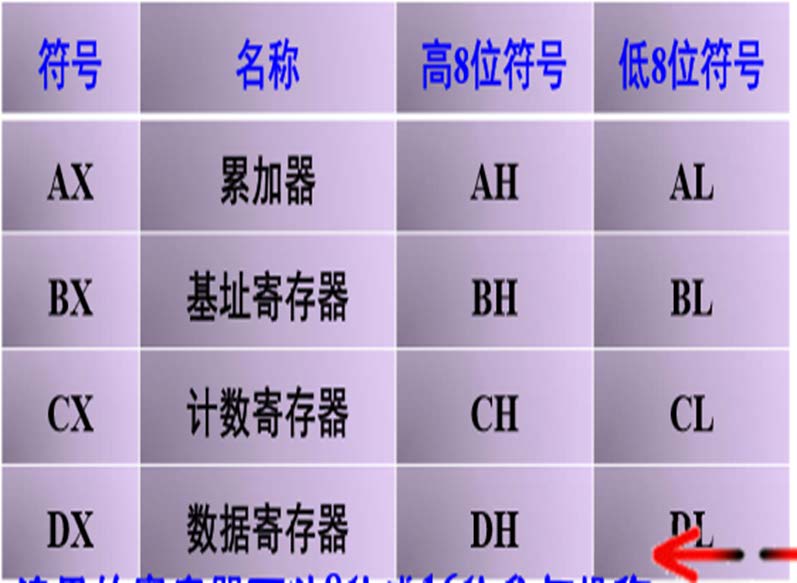 符号 名称 高8位符号 低8位符号
AX 累加器 AH AL
BX 基址寄存器 BH BL
CX 计数寄存器 CH CL
DX 数据寄存器 DH DL